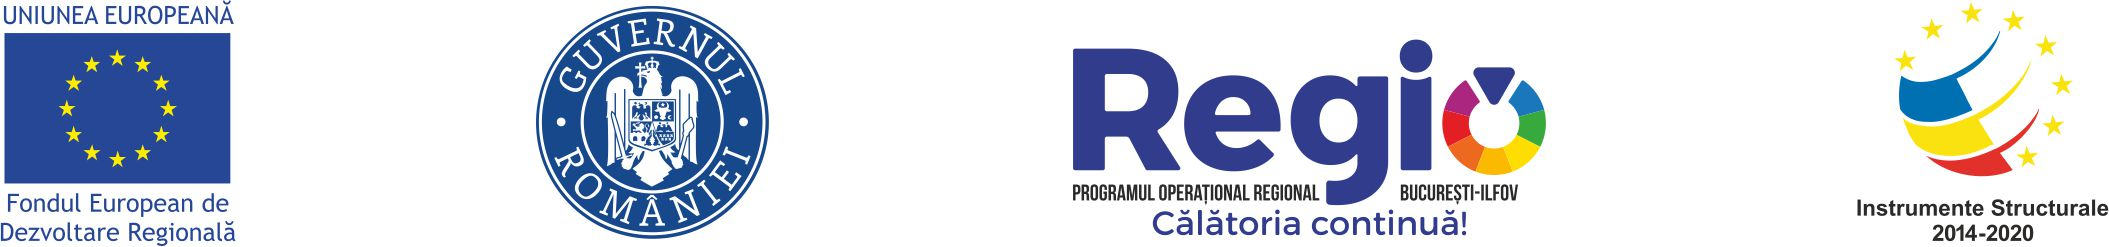 UNIUNEA EUROPEANĂ
Fondul European de
Dezvoltare Regională
GUVERNUL
ROMÂNIEI
Regio
PROGRAMUL OPERAȚIONAL REGIONAL BUCUREȘTI-ILFOV
Călătoria continuă!
Instrumente Structurale
2014-2020